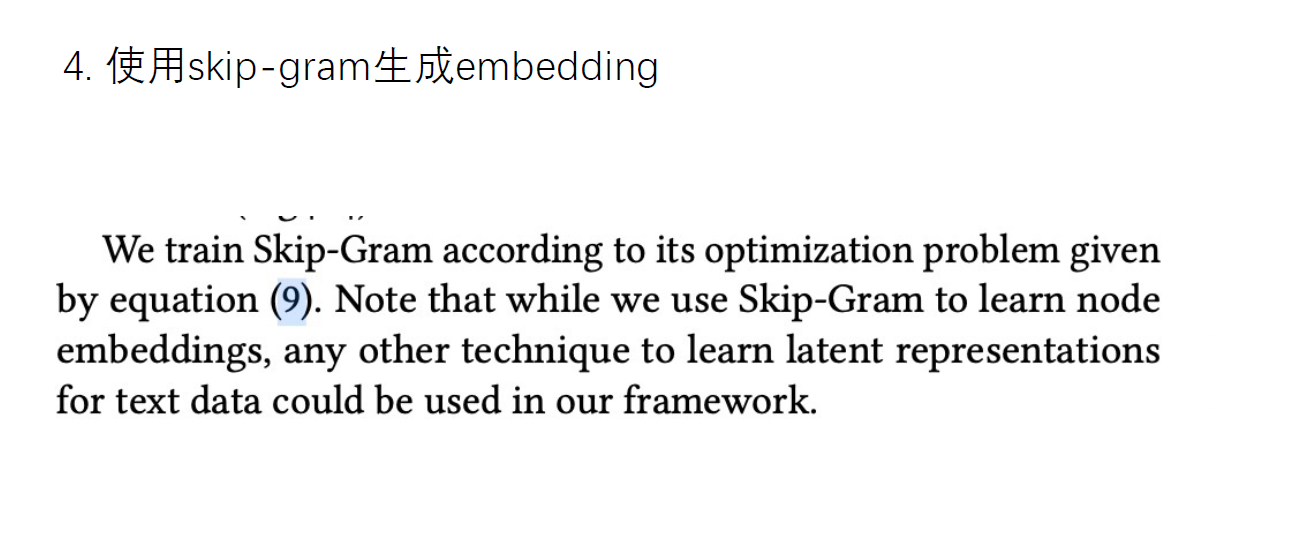 4. 使用skip-gram生成embedding
We train Skip-Gram according to its optimization problem given
by equation (9). Note that while we use Skip-Gram to learn node
embeddings, any other technique to learn latent representations
for text data could be used in our framework.